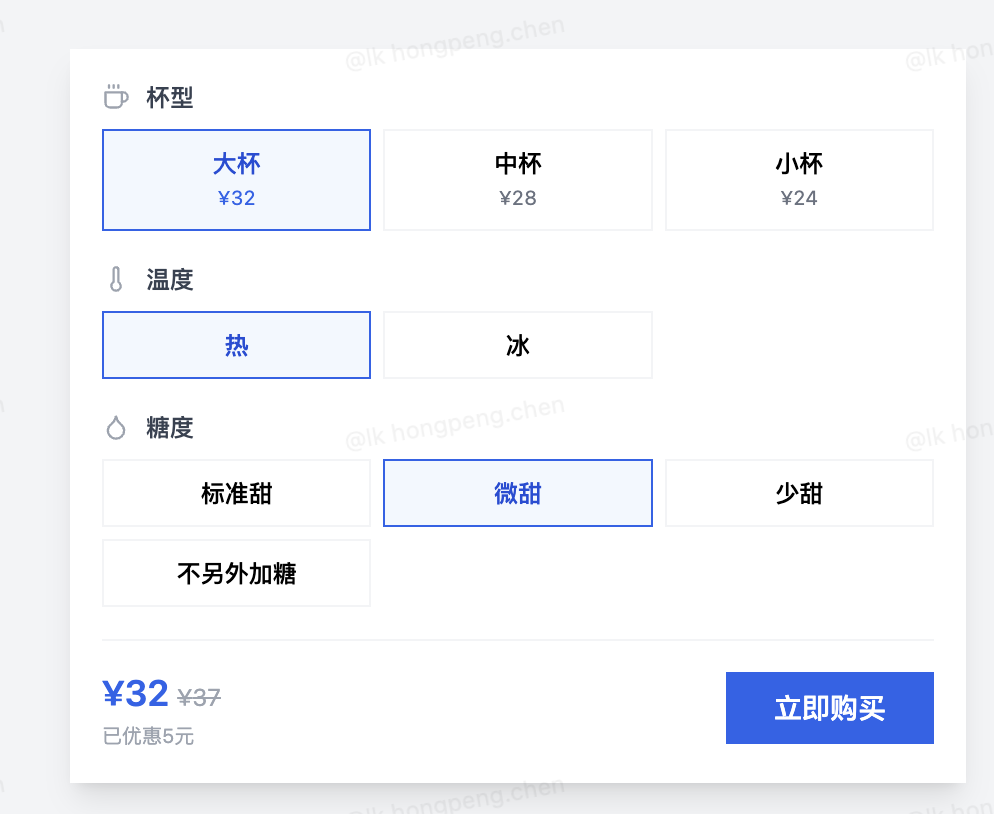 @lk hongpeng.chen
杯型
大杯
¥32
中杯
¥28
小杯
¥24
温度
热
冰
@lk hongpeng.chen
糖度
标准甜
微甜
少甜
不另外加糖
¥32 ¥37
已优惠5元
立即购买
@lk hongpeng.chen